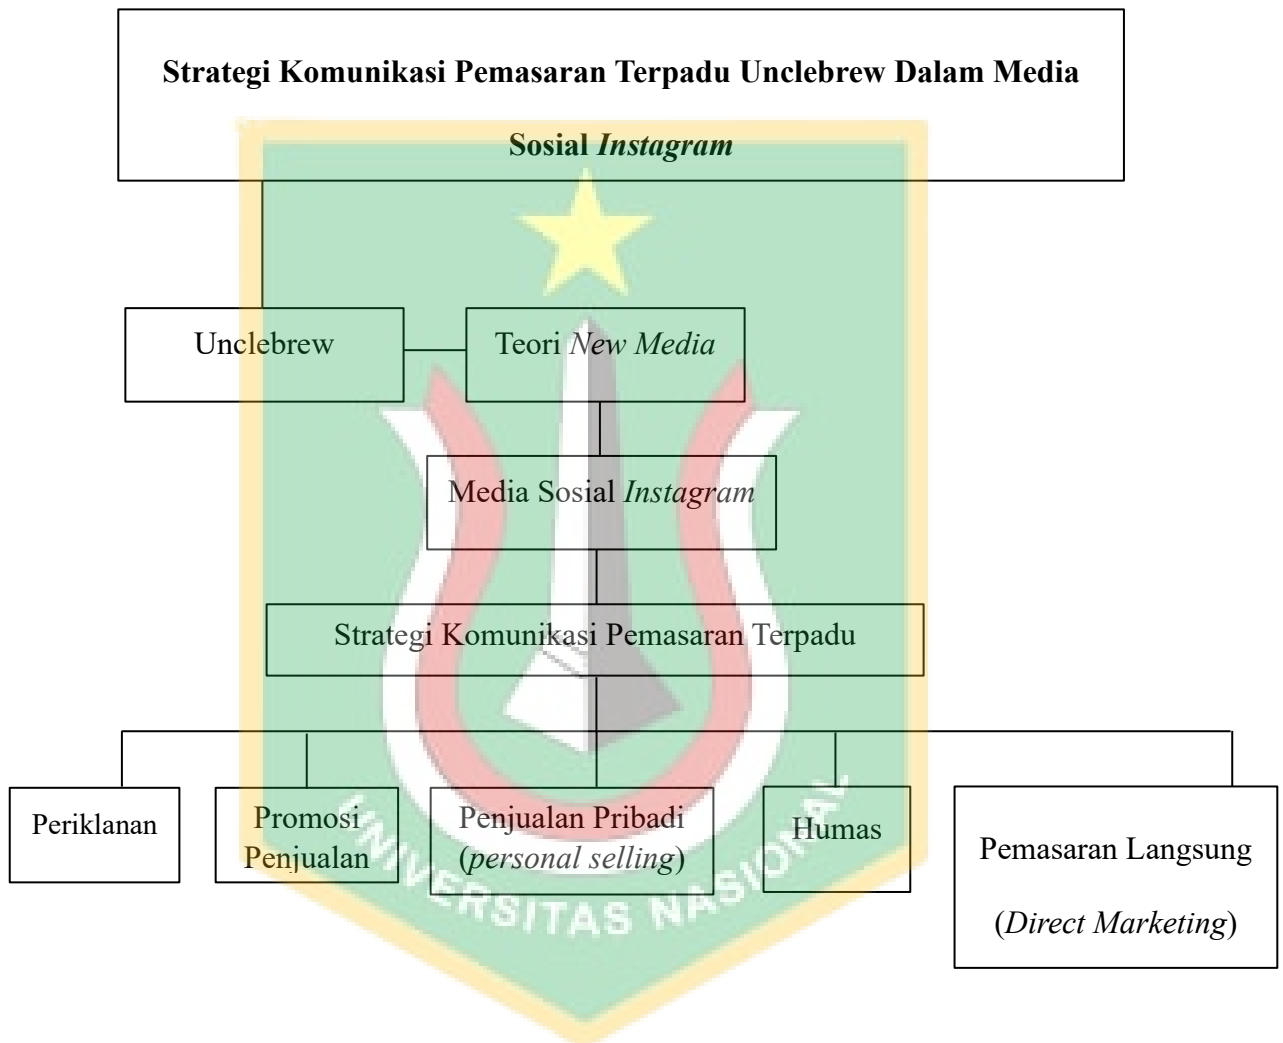 Strategi Komunikasi Pemasaran Terpadu Unclebrew Dalam Media
Sosial Instagram
Unclebrew
Teori New Media
Media Sosial Instagram
Strategi Komunikasi Pemasaran Terpadu
Periklanan
Promosi
Penjualan
Penjualan Pribadi
(personal selling)
Humas
Pemasaran Langsung
(Direct Marketing)
UNIVERSITAS NASIONAL